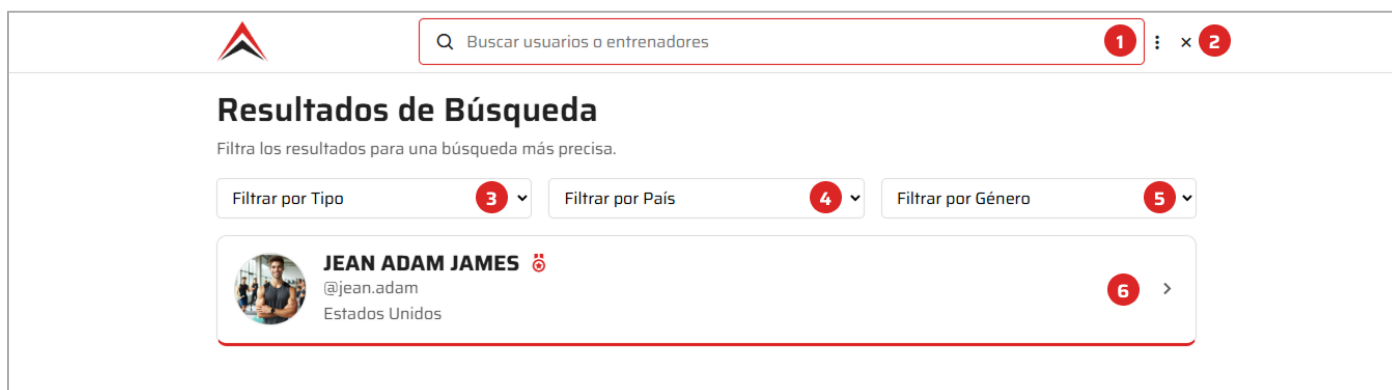 Buscar usuarios o entrenadores 1 2
Resultados de Búsqueda
Filtra los resultados para una búsqueda más precisa.
Filtrar por Tipo 3 Filtrar por País 4 Filtrar por Género 5
JEAN ADAM JAMES
@jean.adam
6
Estados Unidos